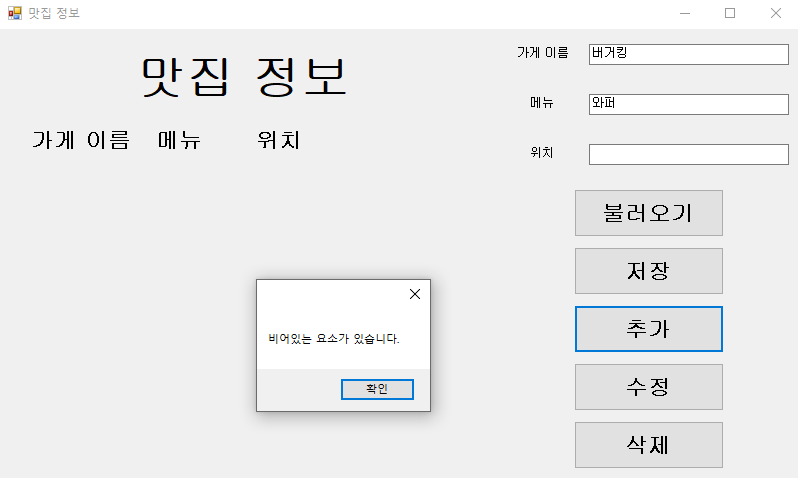 맛집 정보
맛집 정보
가게 이름 메뉴 위치
가게 이름 버거킹
메뉴 와퍼
위치
불러오기
저장
추가
수정
삭제
비어있는 요소가 있습니다.
확인